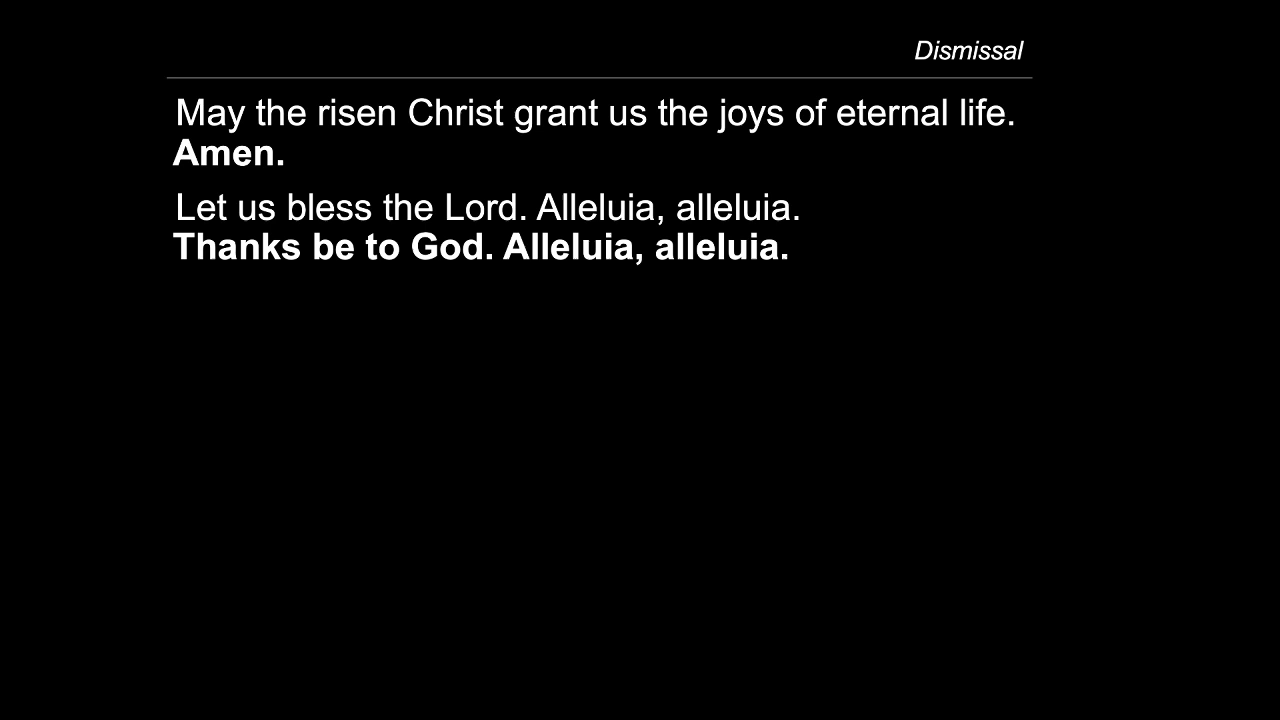 Dismissal
May the risen Christ grant us the joys of eternal life.
Amen.
Let us bless the Lord. Alleluia, alleluia.
Thanks be to God. Alleluia, alleluia.